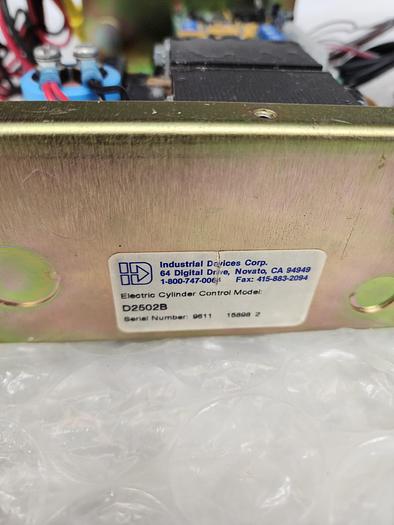 Industrial Devices Corp.
64 Digital Drive, Novato, CA 94949
1-800-747-0064 Fax: 415-883-2094
Electric Cylinder Control Model:
D2502B
Serial Number: 9611 15898 2